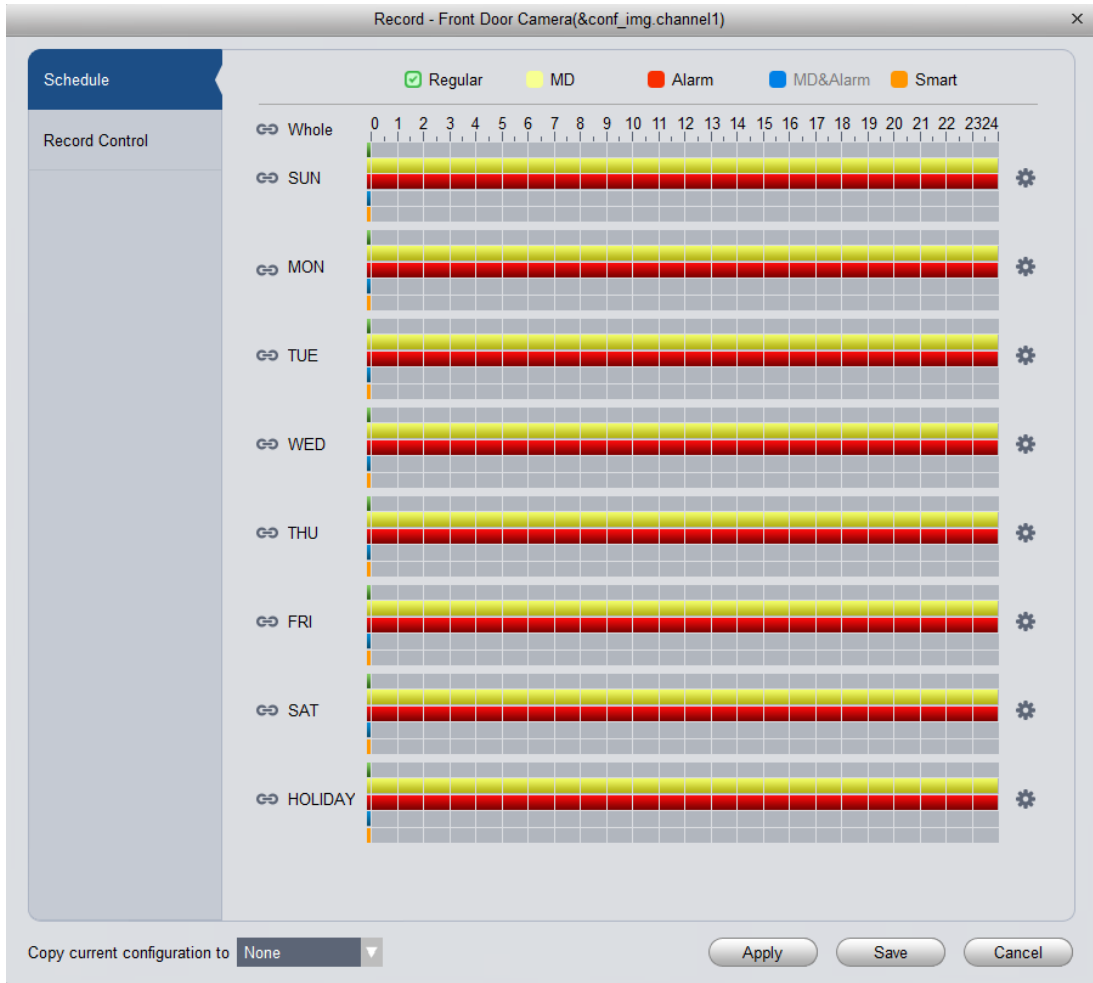 Record - Front Door Camera(&conf_img.channel1)
Schedule
Record Control
Regular MD Alarm MD&Alarm Smart
Whole 0 1 2 3 4 5 6 7 8 9 10 11 12 13 14 15 16 17 18 19 20 21 22 2324
SUN
MON
TUE
WED
THU
FRI
SAT
HOLIDAY
Copy current configuration to None Apply Save Cancel